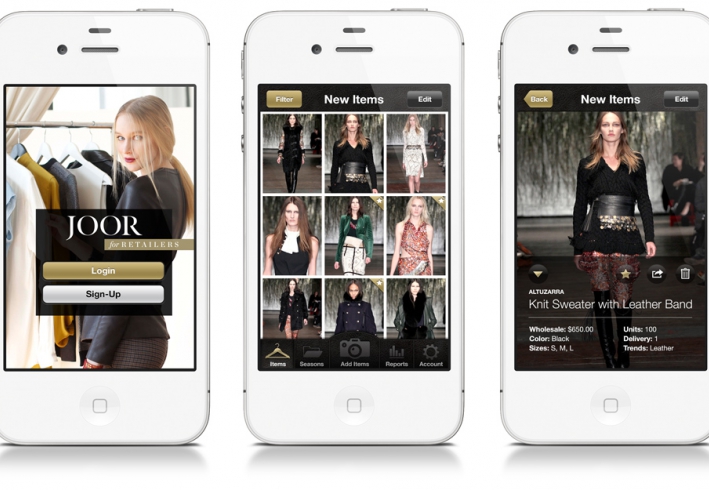 JOOR
for RETAILERS
Login
Sign-Up
Filter
New Items
Edit
Items
Seasons
Add Items
Reports
Account
Back
New Items
Edit
ALTUZARRA
Knit Sweater with Leather Band
Wholesale: $650.00
Units: 100
Color: Black
Delivery: 1
Sizes: S, M, L
Trends: Leather